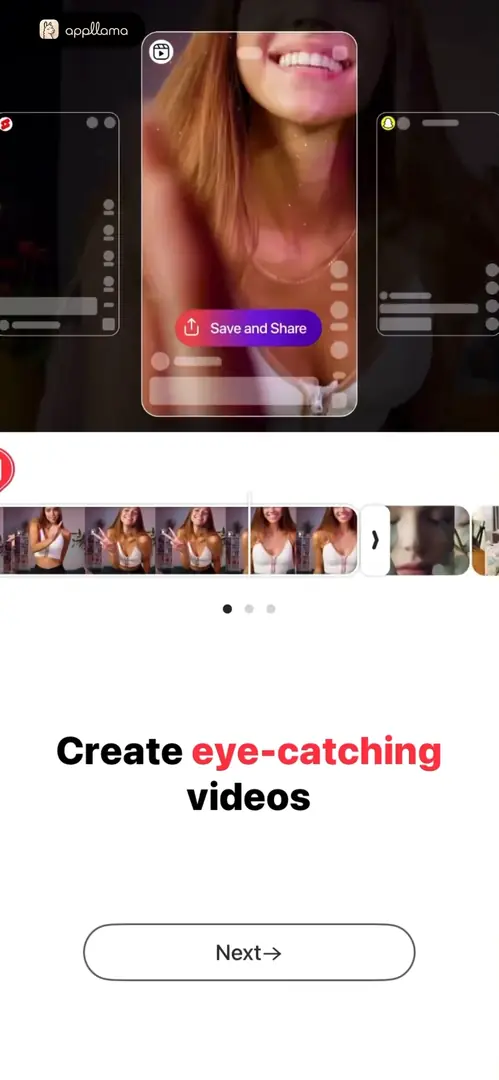 appllama
Save and Share
Create eye-catching
videos
Next→